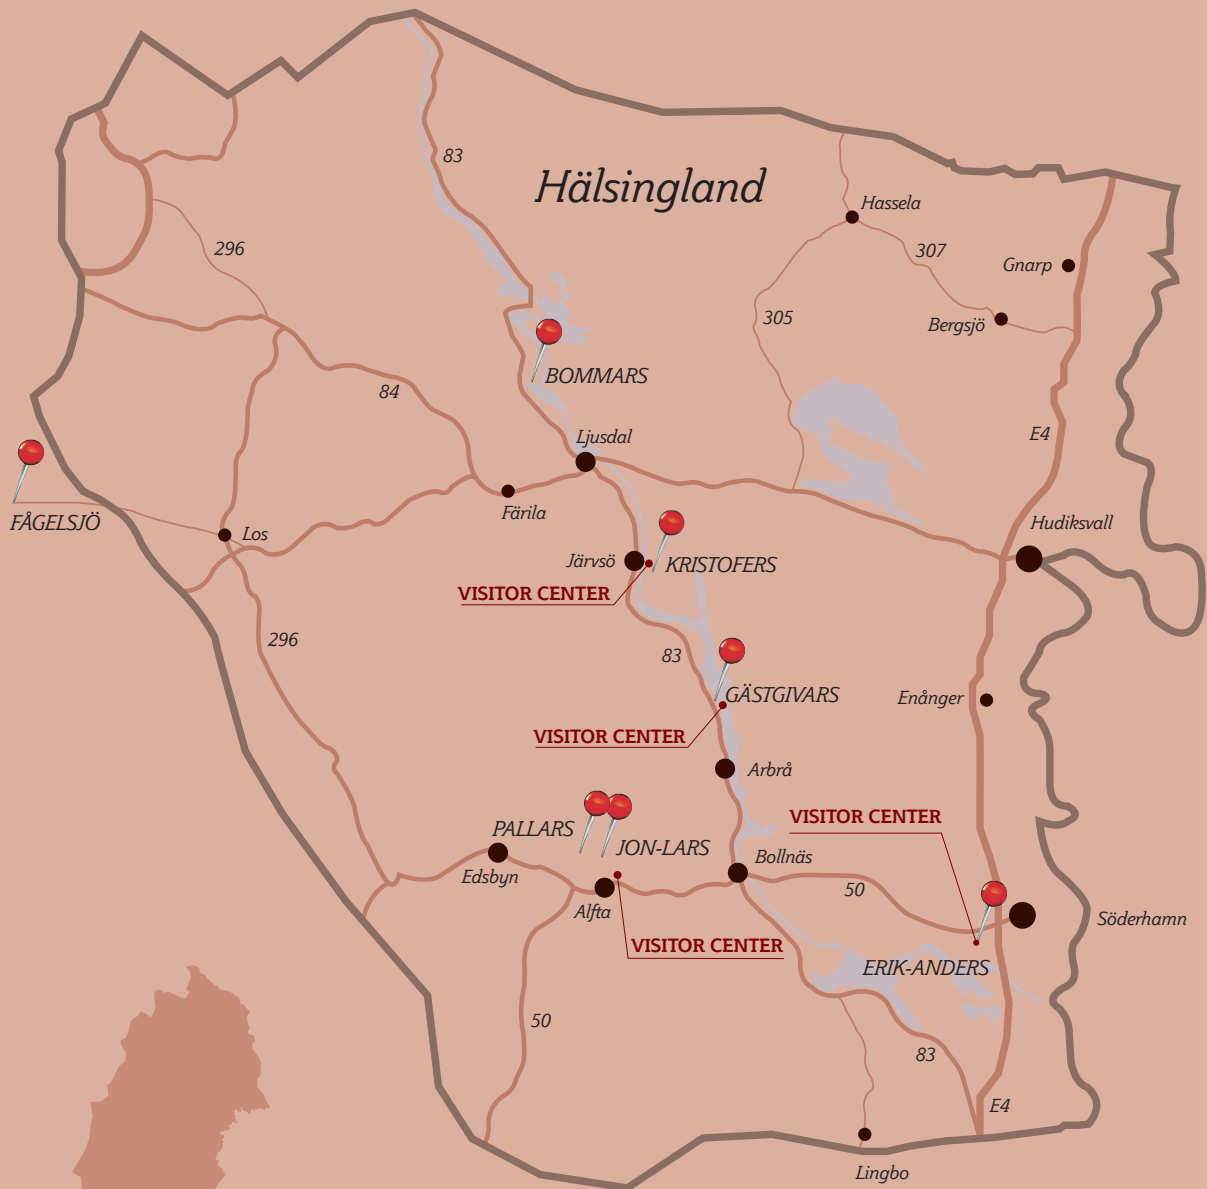 83
Hälsingland
Hassela
296
307
Gnarp
305
Bergsjö
BOMMARS
84
E4
Ljusdal
Färila
FÅGELSJÖ
Hudiksvall
Los
Järvsö
KRISTOFERS
VISITOR CENTER
296
83
GÄSTGIVARS
Enånger
VISITOR CENTER
Arbrå
VISITOR CENTER
PALLARS
JON-LARS
Bollnäs
Edsbyn
50
Alfta
Söderhamn
VISITOR CENTER
ERIK-ANDERS
50
83
E4
Lingbo